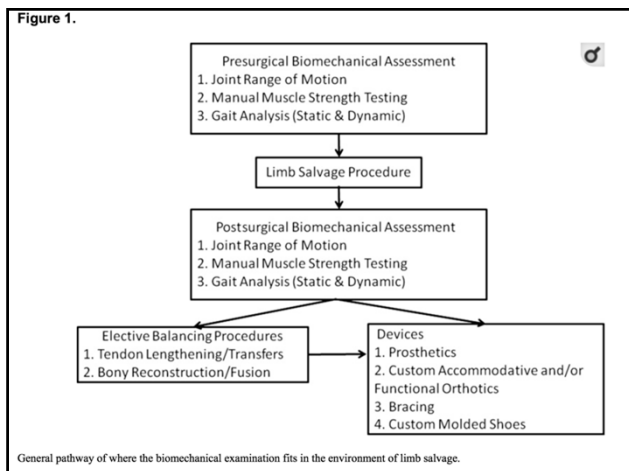 Figure 1.
Presurgical Biomechanical Assessment
1. Joint Range of Motion
2. Manual Muscle Strength Testing
3. Gait Analysis (Static & Dynamic)
Limb Salvage Procedure
Postsurgical Biomechanical Assessment
1. Joint Range of Motion
2. Manual Muscle Strength Testing
3. Gait Analysis (Static & Dynamic)
Elective Balancing Procedures
1. Tendon Lengthening/Transfers
2. Bony Reconstruction/Fusion
Devices
1. Prosthetics
2. Custom Accommodative and/or
Functional Orthotics
3. Bracing
4. Custom Molded Shoes
General pathway of where the biomechanical examination fits in the environment of limb salvage.